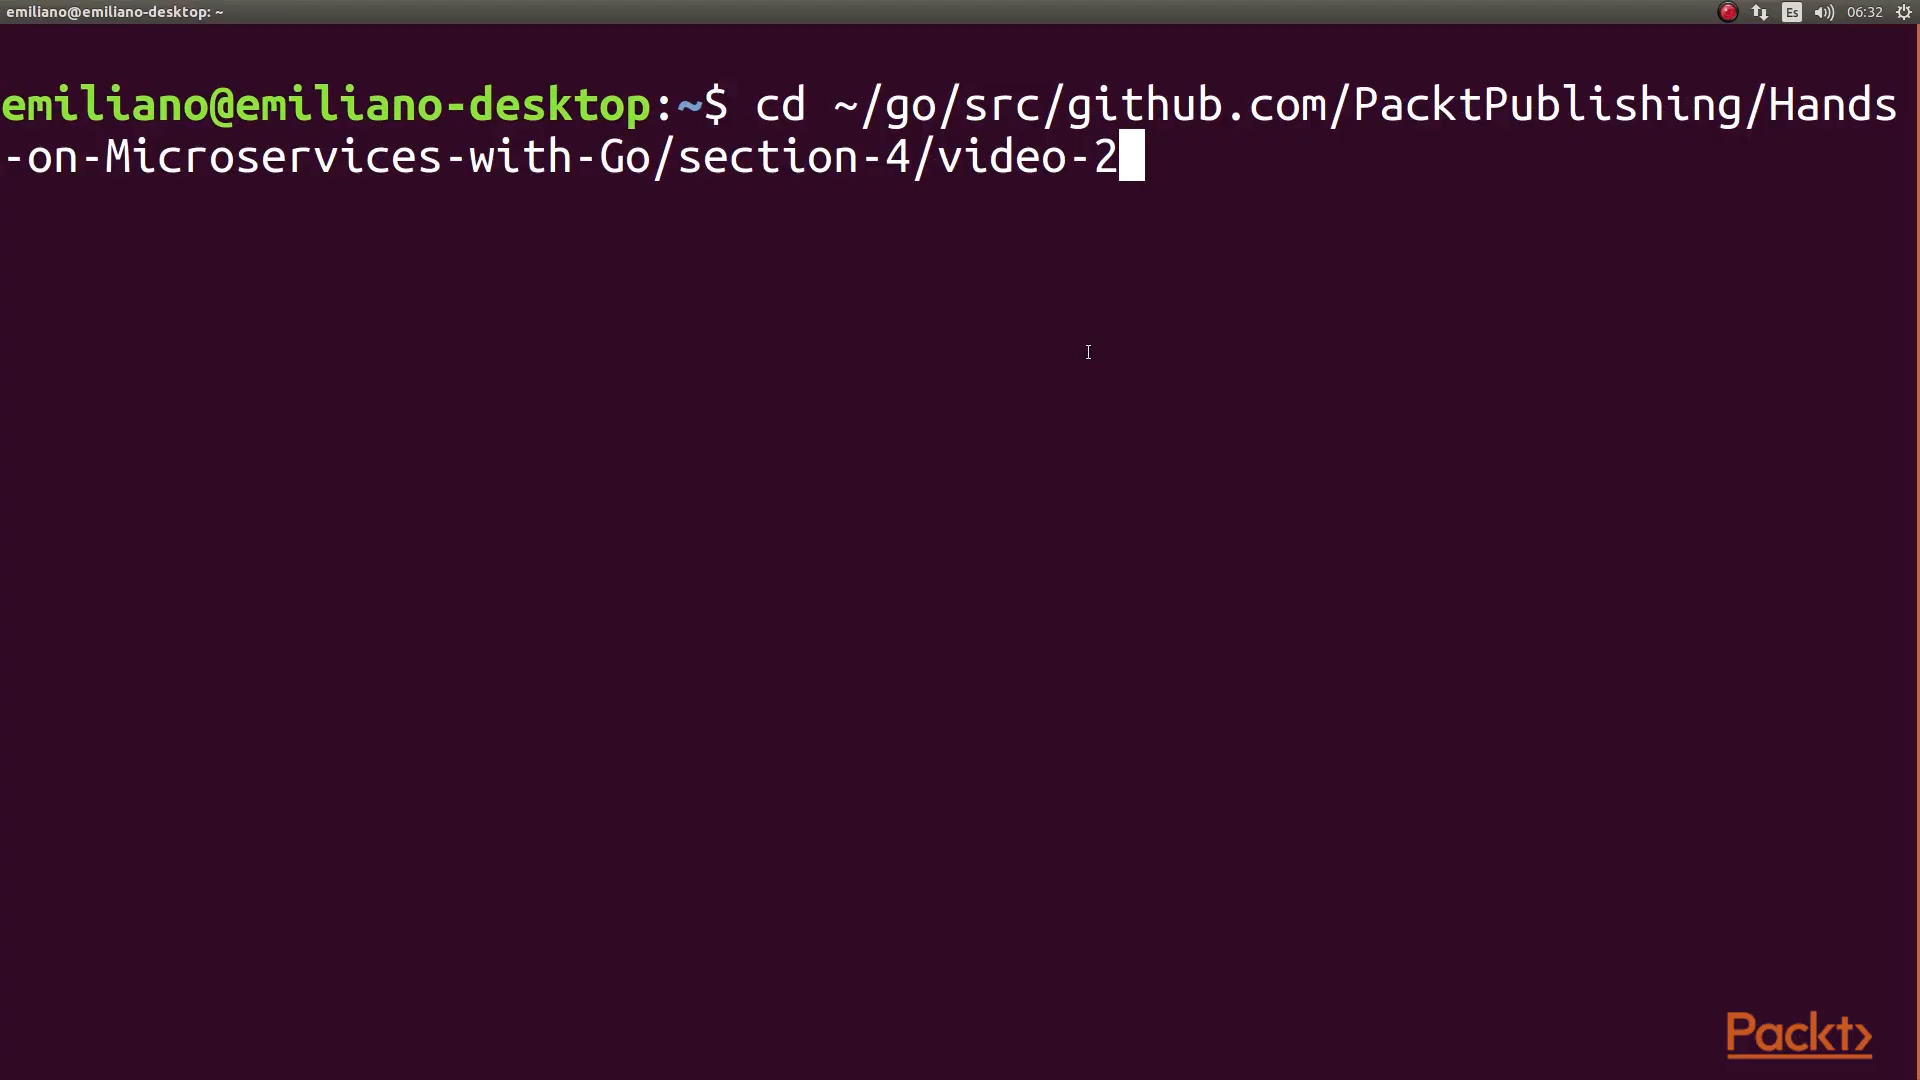 emiliano@emiliano-desktop: ~
Es
06:32
emiliano@emiliano-desktop:~$ cd ~/go/src/github.com/PacktPublishing/Hands
-on-Microservices-with-Go/section-4/video-2
Packt>